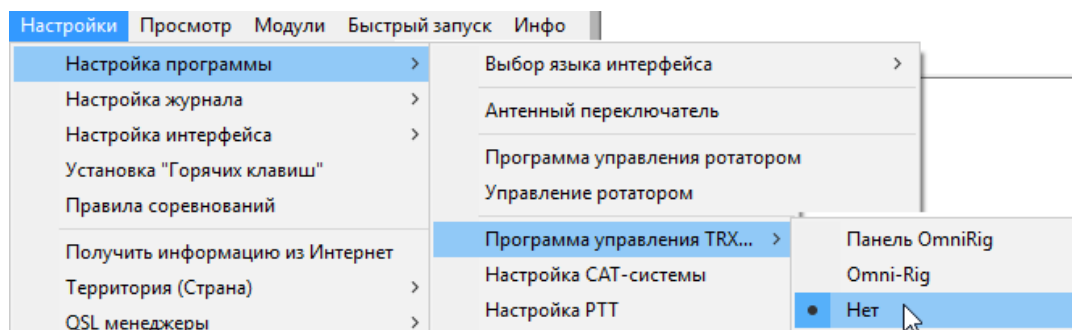 Настройки Просмотр Модули Быстрый запуск Инфо
Настройка программы >
Настройка журнала >
Настройка интерфейса >
Установка "Горячих клавиш"
Правила соревнований
Получить информацию из Интернет
Территория (Страна) >
QSL менеджеры >
Выбор языка интерфейса >
Антенный переключатель
Программа управления ротатором
Управление ротатором
Программа управления TRX... >
Настройка CAT-системы
Настройка PTT
Панель OmniRig
Omni-Rig
Нет